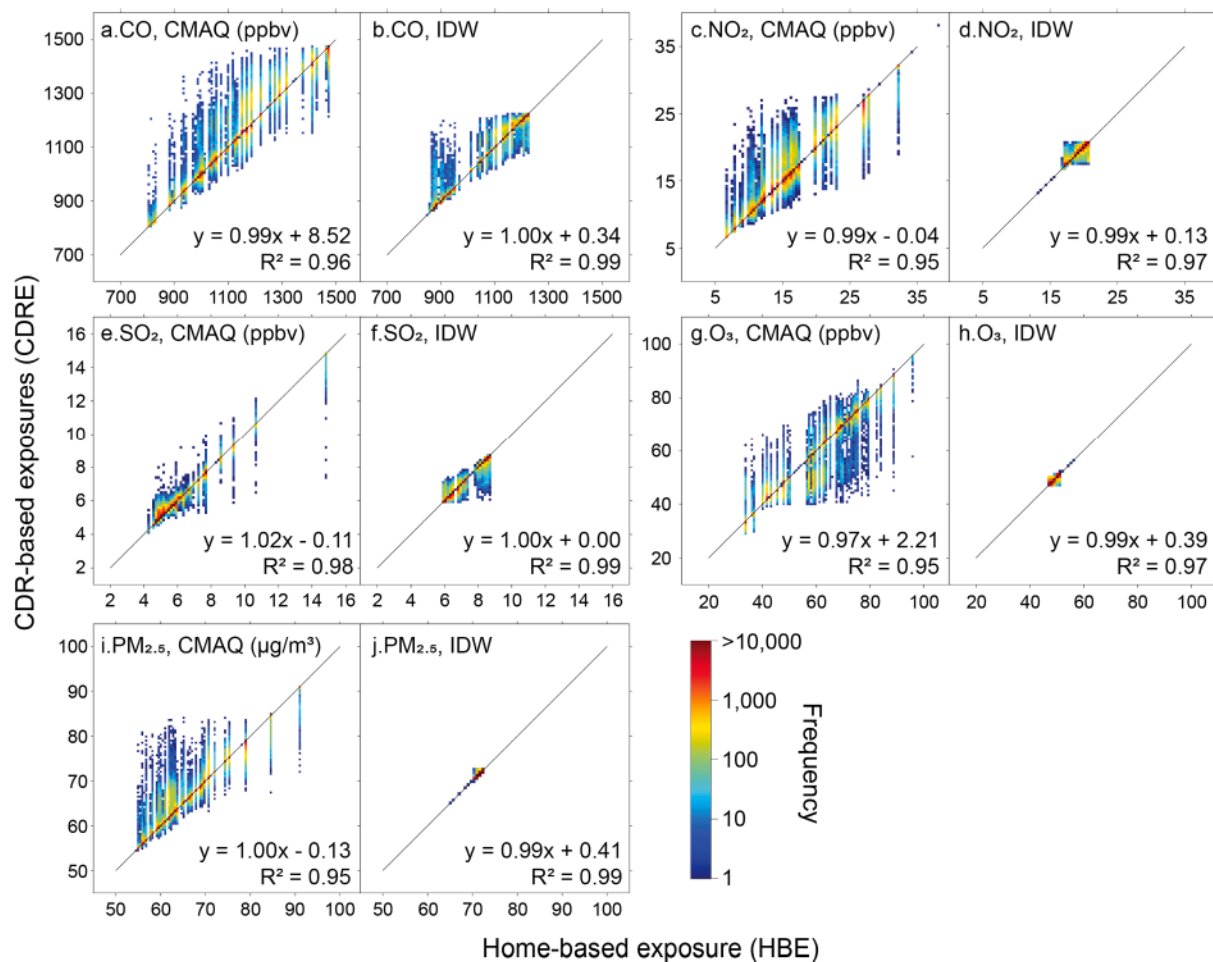 a.CO, CMAQ (ppbv)
b.CO, IDW
c.NO₂, CMAQ (ppbv)
d.NO₂, IDW
1500
1300
1100
900
700
35
25
15
5
y = 0.99x + 8.52
R² = 0.96
y = 1.00x + 0.34
R² = 0.99
y = 0.99x - 0.04
R² = 0.95
y = 0.99x + 0.13
R² = 0.97
700 900 1100 1300 1500
700 900 1100 1300 1500
5 15 25 35
5 15 25 35
e.SO₂, CMAQ (ppbv)
f.SO₂, IDW
g.O₃, CMAQ (ppbv)
h.O₃, IDW
16
14
12
10
8
6
4
2
100
80
60
40
20
y = 1.02x - 0.11
R² = 0.98
y = 1.00x + 0.00
R² = 0.99
y = 0.97x + 2.21
R² = 0.95
y = 0.99x + 0.39
R² = 0.97
2 4 6 8 10 12 14 16
2 4 6 8 10 12 14 16
20 40 60 80 100
20 40 60 80 100
i.PM₂.₅, CMAQ (µg/m³)
j.PM₂.₅, IDW
100
90
80
70
60
50
y = 1.00x - 0.13
R² = 0.95
y = 0.99x + 0.41
R² = 0.99
50 60 70 80 90 100
50 60 70 80 90 100
>10,000
1,000
100
10
1
Frequency
CDR-based exposures (CDRE)
Home-based exposure (HBE)